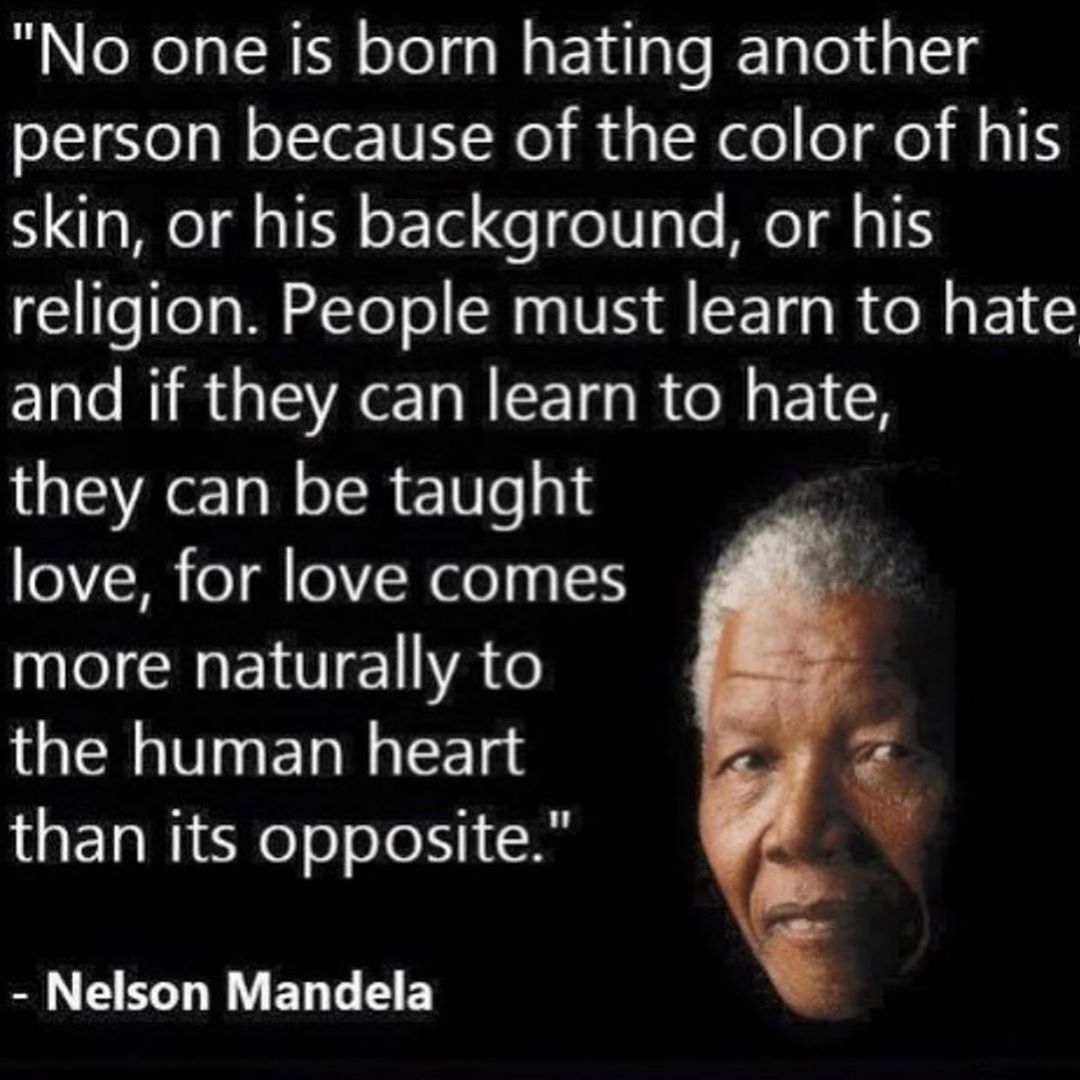 "No one is born hating another
person because of the color of his
skin, or his background, or his
religion. People must learn to hate,
and if they can learn to hate,
they can be taught
love, for love comes
more naturally to
the human heart
than its opposite."
- Nelson Mandela